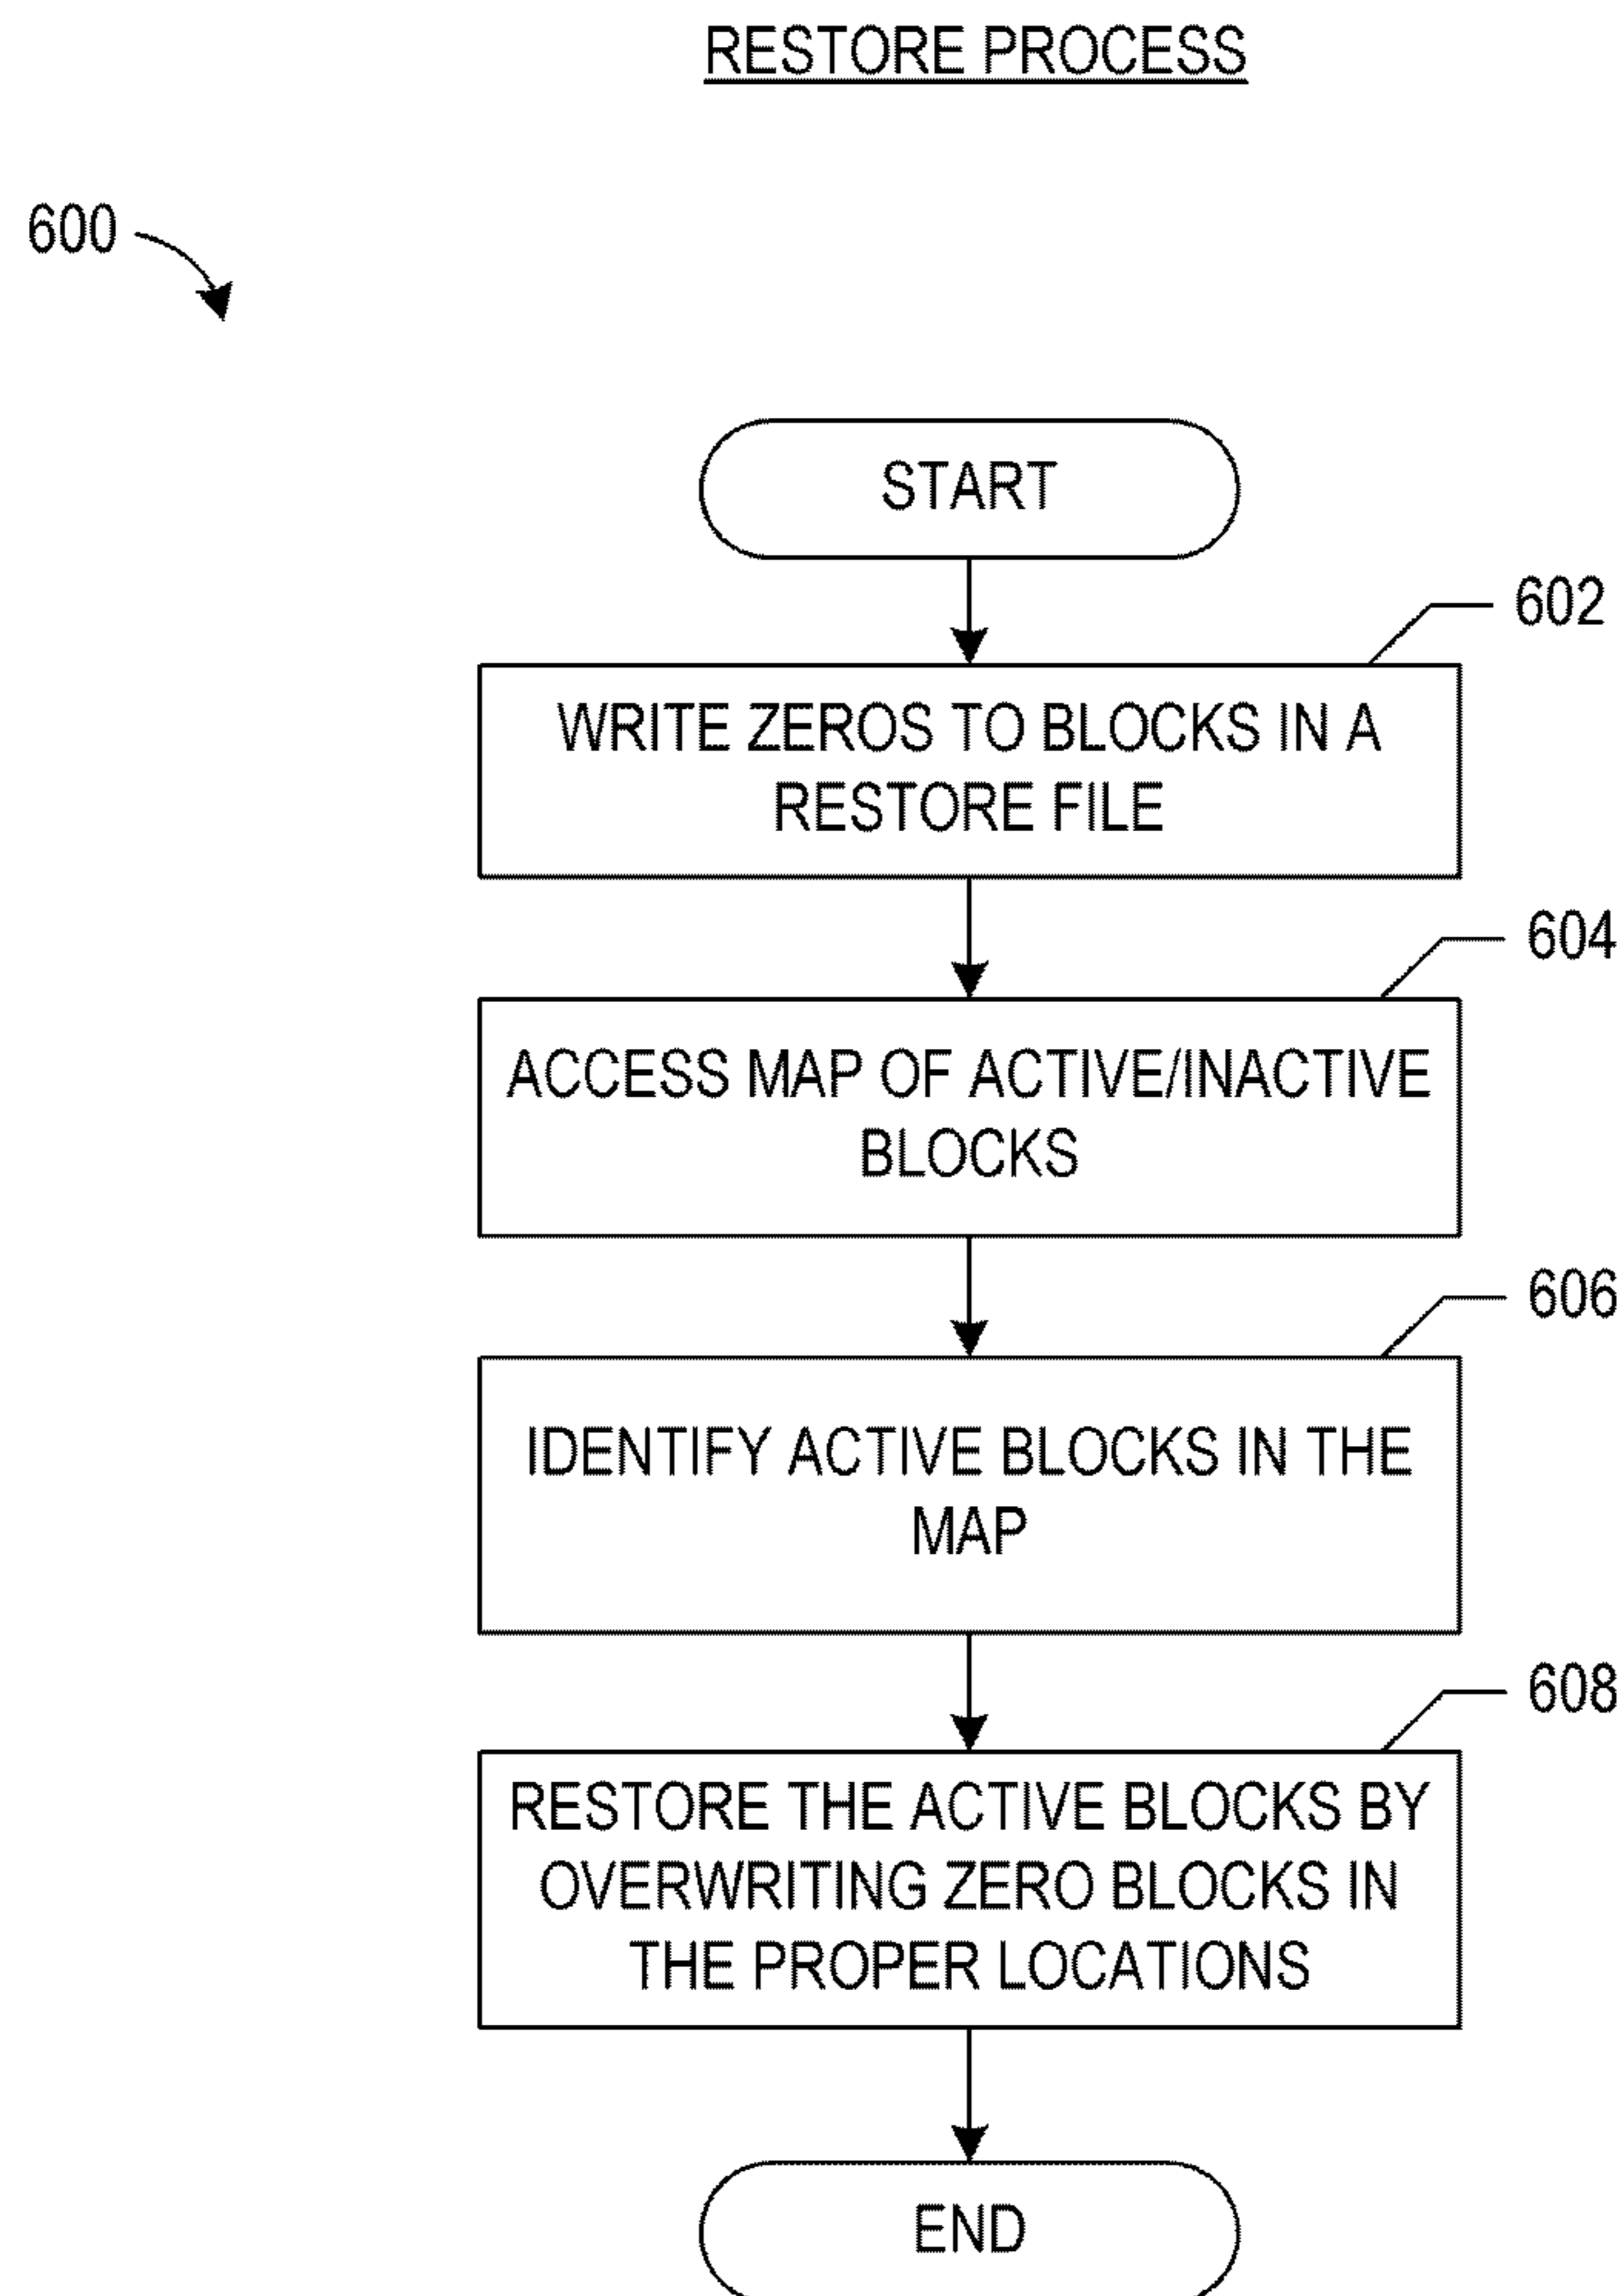 RESTORE PROCESS
600
START
602
WRITE ZEROS TO BLOCKS IN A
RESTORE FILE
604
ACCESS MAP OF ACTIVE/INACTIVE
BLOCKS
606
IDENTIFY ACTIVE BLOCKS IN THE
MAP
608
RESTORE THE ACTIVE BLOCKS BY
OVERWRITING ZERO BLOCKS IN
THE PROPER LOCATIONS
END